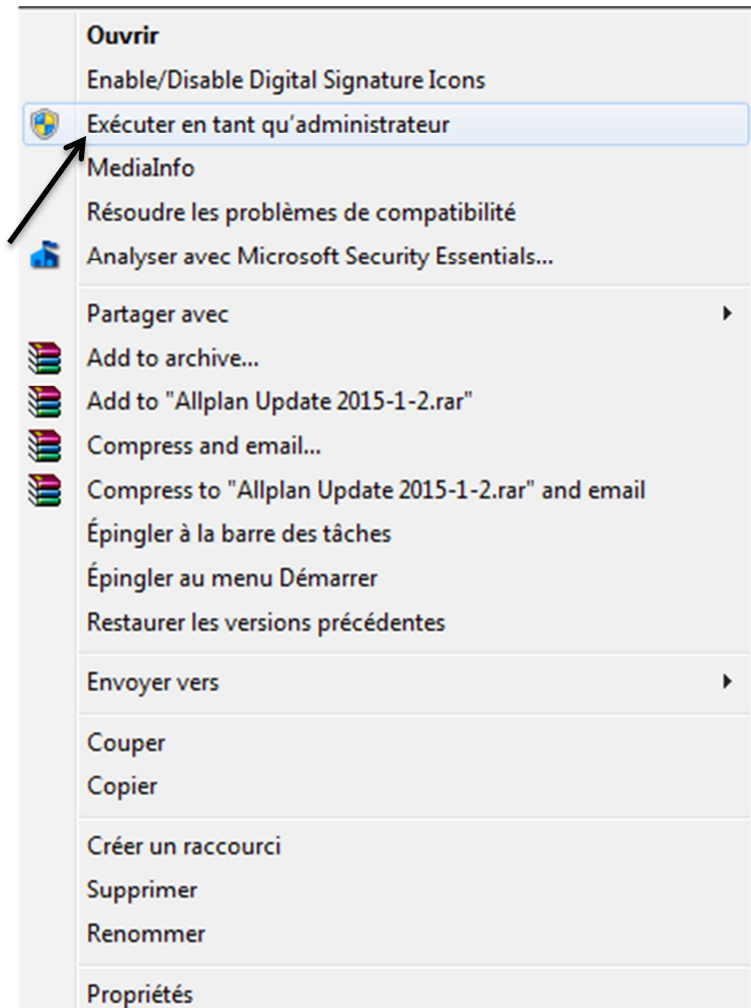 Ouvrir
Enable/Disable Digital Signature Icons
Exécuter en tant qu'administrateur
MediaInfo
Résoudre les problèmes de compatibilité
Analyser avec Microsoft Security Essentials...
Partager avec
Add to archive...
Add to "Allplan Update 2015-1-2.rar"
Compress and email...
Compress to "Allplan Update 2015-1-2.rar" and email
Épingler à la barre des tâches
Épingler au menu Démarrer
Restaurer les versions précédentes
Envoyer vers
Couper
Copier
Créer un raccourci
Supprimer
Renommer
Propriétés